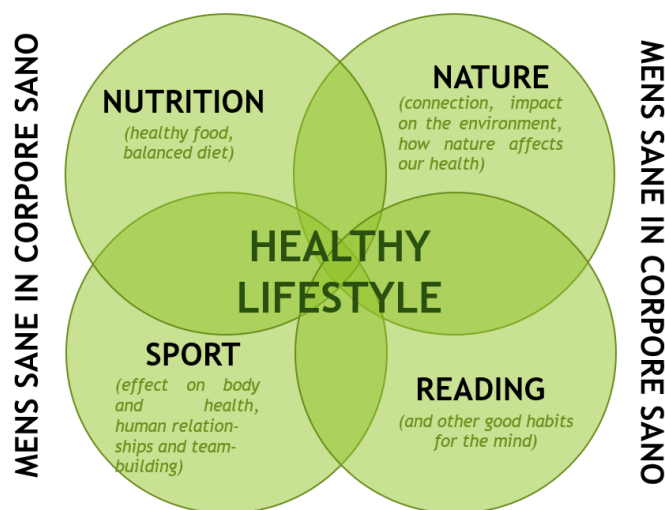 MENS SANE IN CORPORE SANO
NUTRITION
(healthy food,
balanced diet)
NATURE
(connection, impact
on the environment,
how nature affects
our health)
HEALTHY
LIFESTYLE
SPORT
(effect on body
and health,
human relation-
ships and team-
building)
READING
(and other good habits
for the mind)
MENS SANE IN CORPORE SANO